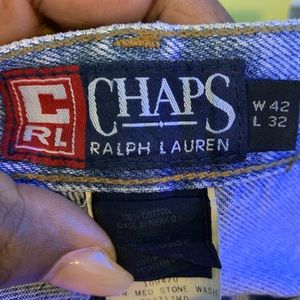 C
RL
CHAPS
RALPH LAUREN
W 42
L 32
100% COTTON
MED STONE WASH